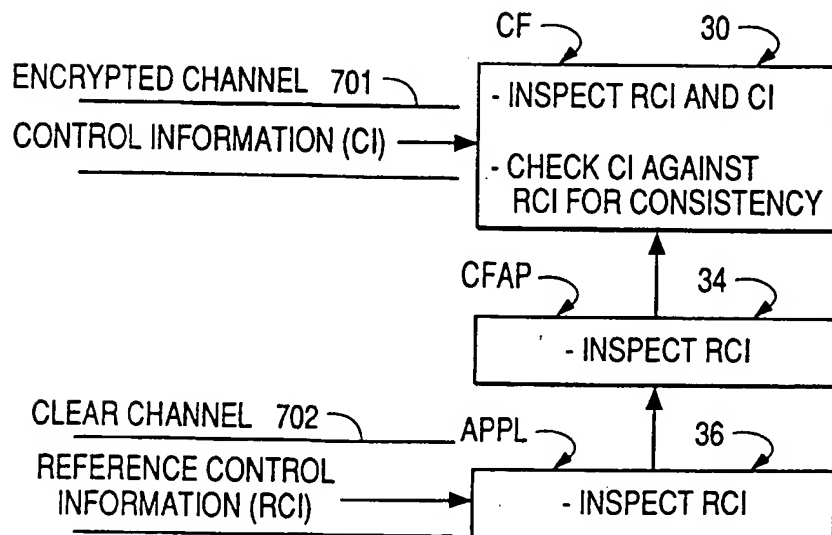 CF 30
ENCRYPTED CHANNEL 701
- INSPECT RCI AND CI
CONTROL INFORMATION (CI)
- CHECK CI AGAINST
RCI FOR CONSISTENCY
CFAP 34
- INSPECT RCI
CLEAR CHANNEL 702
APPL 36
REFERENCE CONTROL
INFORMATION (RCI)
- INSPECT RCI